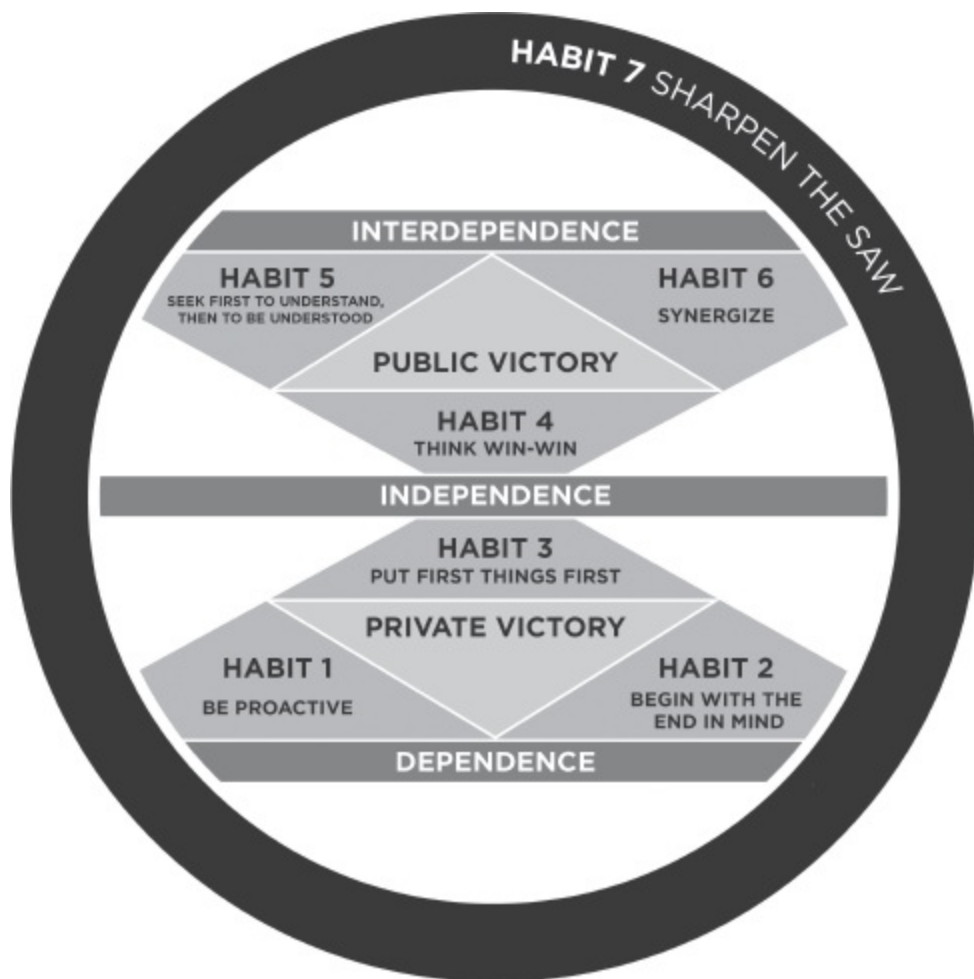 HABIT 7 SHARPEN THE SAW
INTERDEPENDENCE
HABIT 5
SEEK FIRST TO UNDERSTAND,
THEN TO BE UNDERSTOOD
HABIT 6
SYNERGIZE
PUBLIC VICTORY
HABIT 4
THINK WIN-WIN
INDEPENDENCE
HABIT 3
PUT FIRST THINGS FIRST
PRIVATE VICTORY
HABIT 1
BE PROACTIVE
HABIT 2
BEGIN WITH THE
END IN MIND
DEPENDENCE